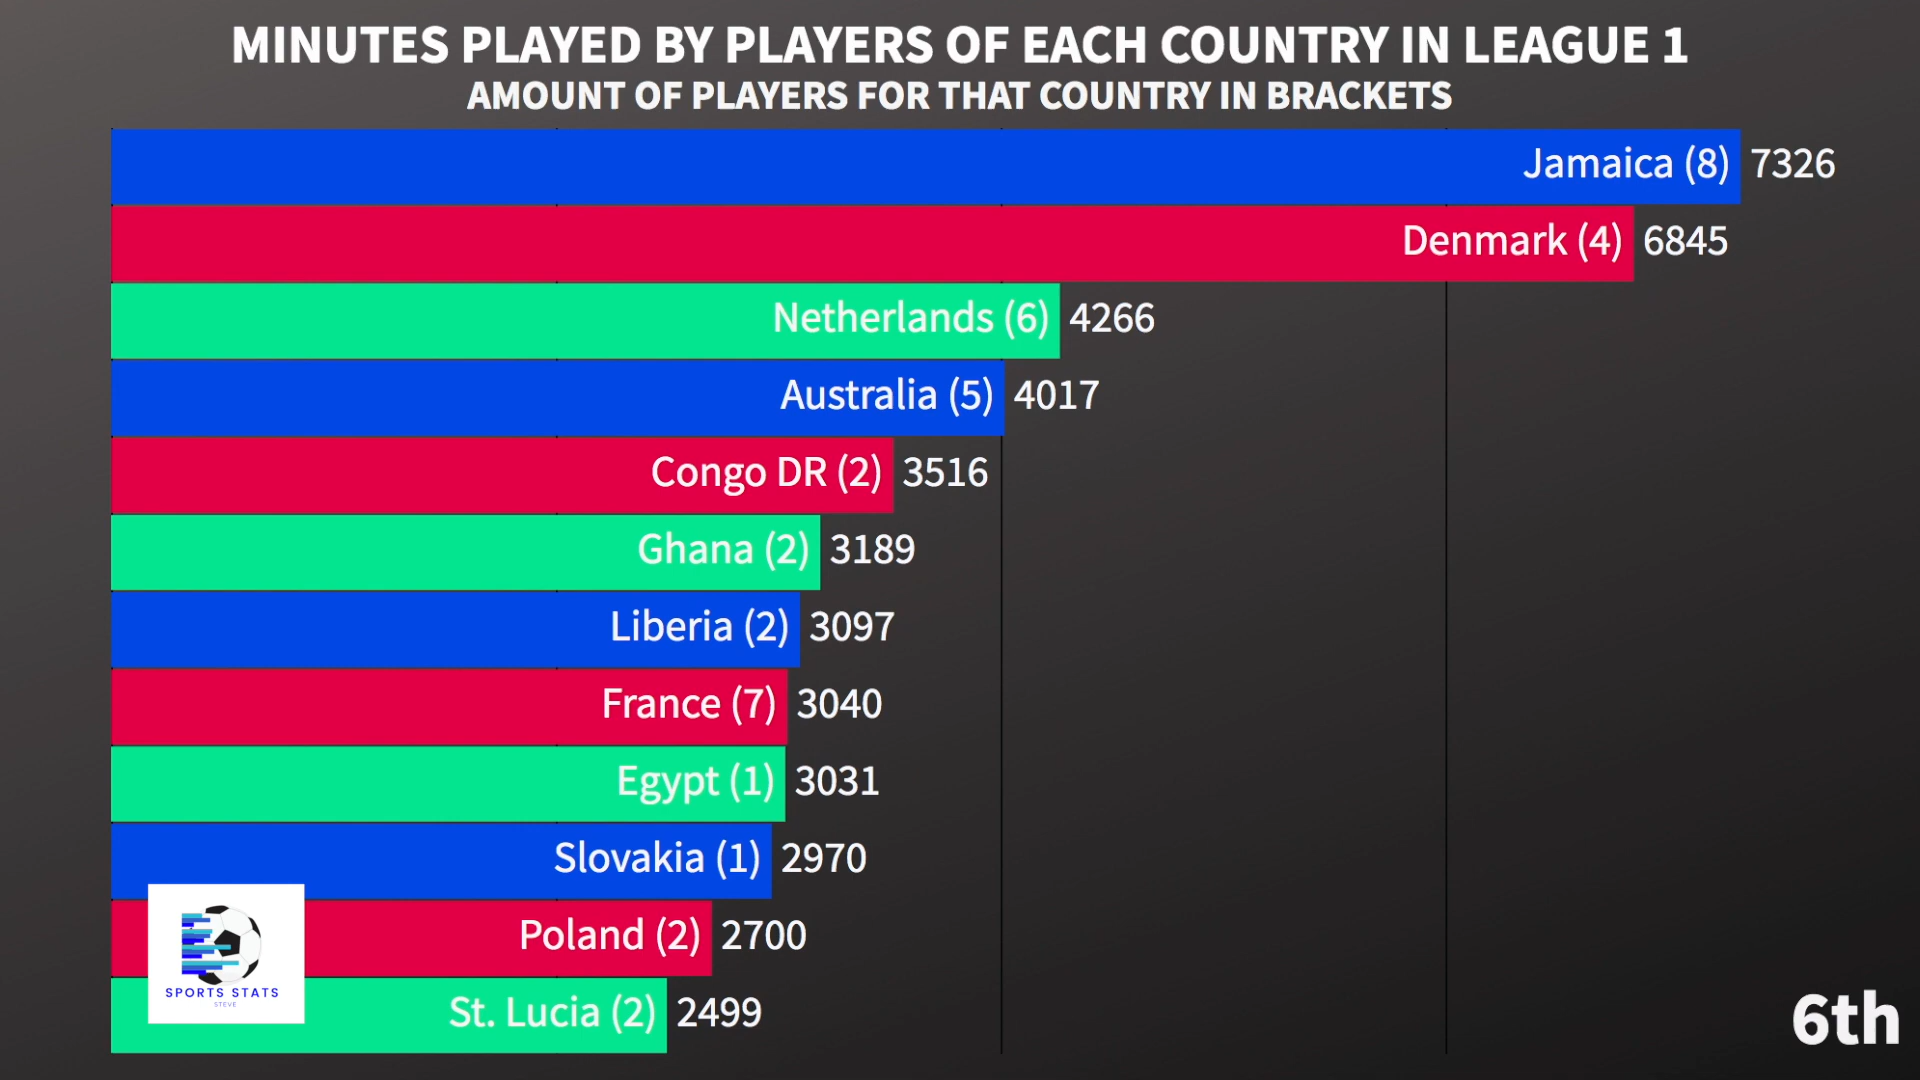 MINUTES PLAYED BY PLAYERS OF EACH COUNTRY IN LEAGUE 1
AMOUNT OF PLAYERS FOR THAT COUNTRY IN BRACKETS
Jamaica (8) 7326
Denmark (4) 6845
Netherlands (6) 4266
Australia (5) 4017
Congo DR (2) 3516
Ghana (2) 3189
Liberia (2) 3097
France (7) 3040
Egypt (1) 3031
Slovakia (1) 2970
Poland (2) 2700
St. Lucia (2) 2499
SPORTS STATS
STEVE
6th